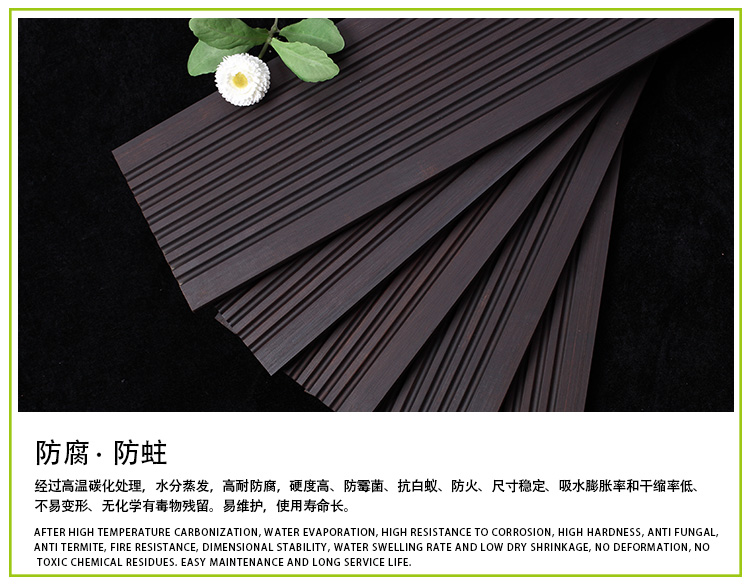 防腐· 防蛀
经过高温碳化处理，水分蒸发，高耐防腐，硬度高、防霉菌、抗白蚁、防火、尺寸稳定、吸水膨胀率和干缩率低、
不易变形、无化学有毒物残留。易维护，使用寿命长。
AFTER HIGH TEMPERATURE CARBONIZATION, WATER EVAPORATION, HIGH RESISTANCE TO CORROSION, HIGH HARDNESS, ANTI FUNGAL,
ANTI TERMITE, FIRE RESISTANCE, DIMENSIONAL STABILITY, WATER SWELLING RATE AND LOW DRY SHRINKAGE, NO DEFORMATION, NO
TOXIC CHEMICAL RESIDUES. EASY MAINTENANCE AND LONG SERVICE LIFE.